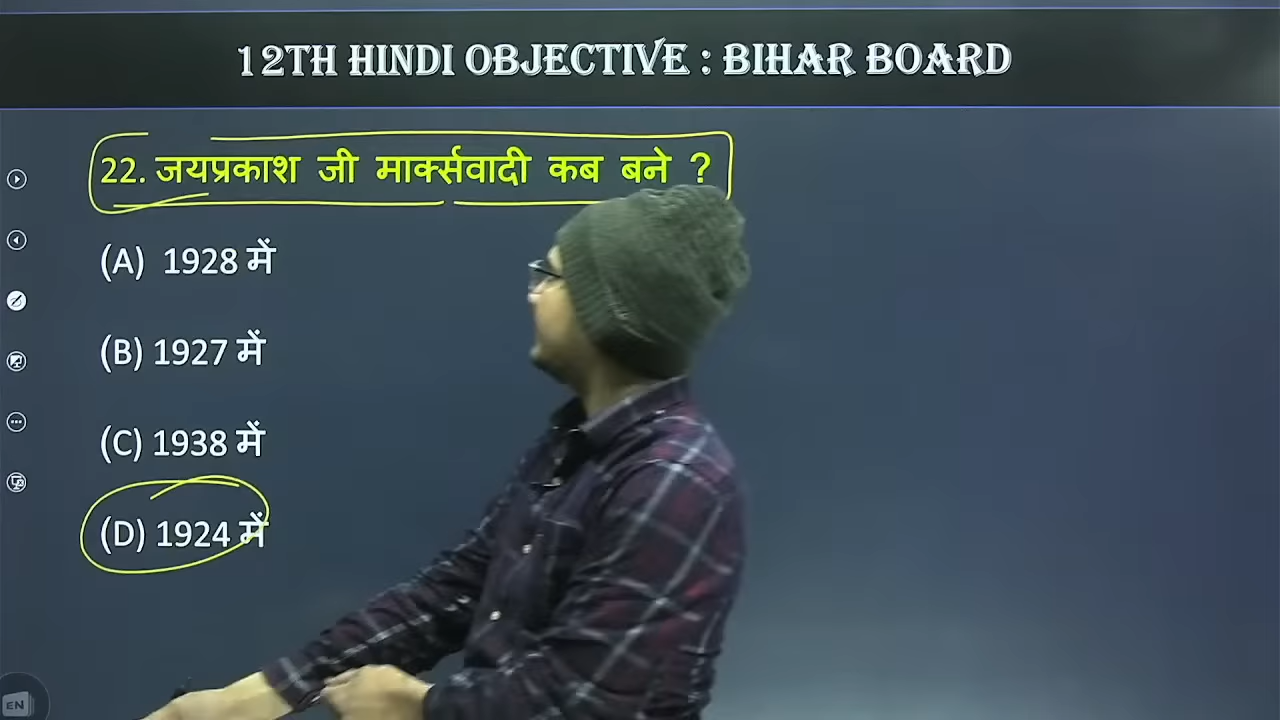 12TH HINDI OBJECTIVE : BIHAR BOARD
22. जयप्रकाश जी मार्क्सवादी कब बने ?
(A) 1928 में
(B) 1927 में
(C) 1938 में
(D) 1924 में
EN